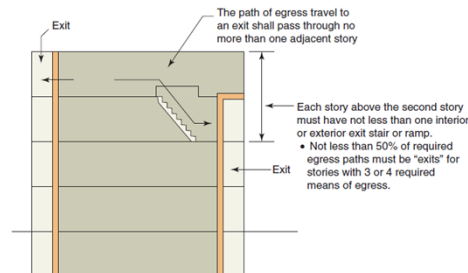 Exit
The path of egress travel to
an exit shall pass through no
more than one adjacent story
Each story above the second story
must have not less than one interior
or exterior exit stair or ramp.
• Not less than 50% of required
egress paths must be “exits” for
stories with 3 or 4 required
means of egress.
Exit